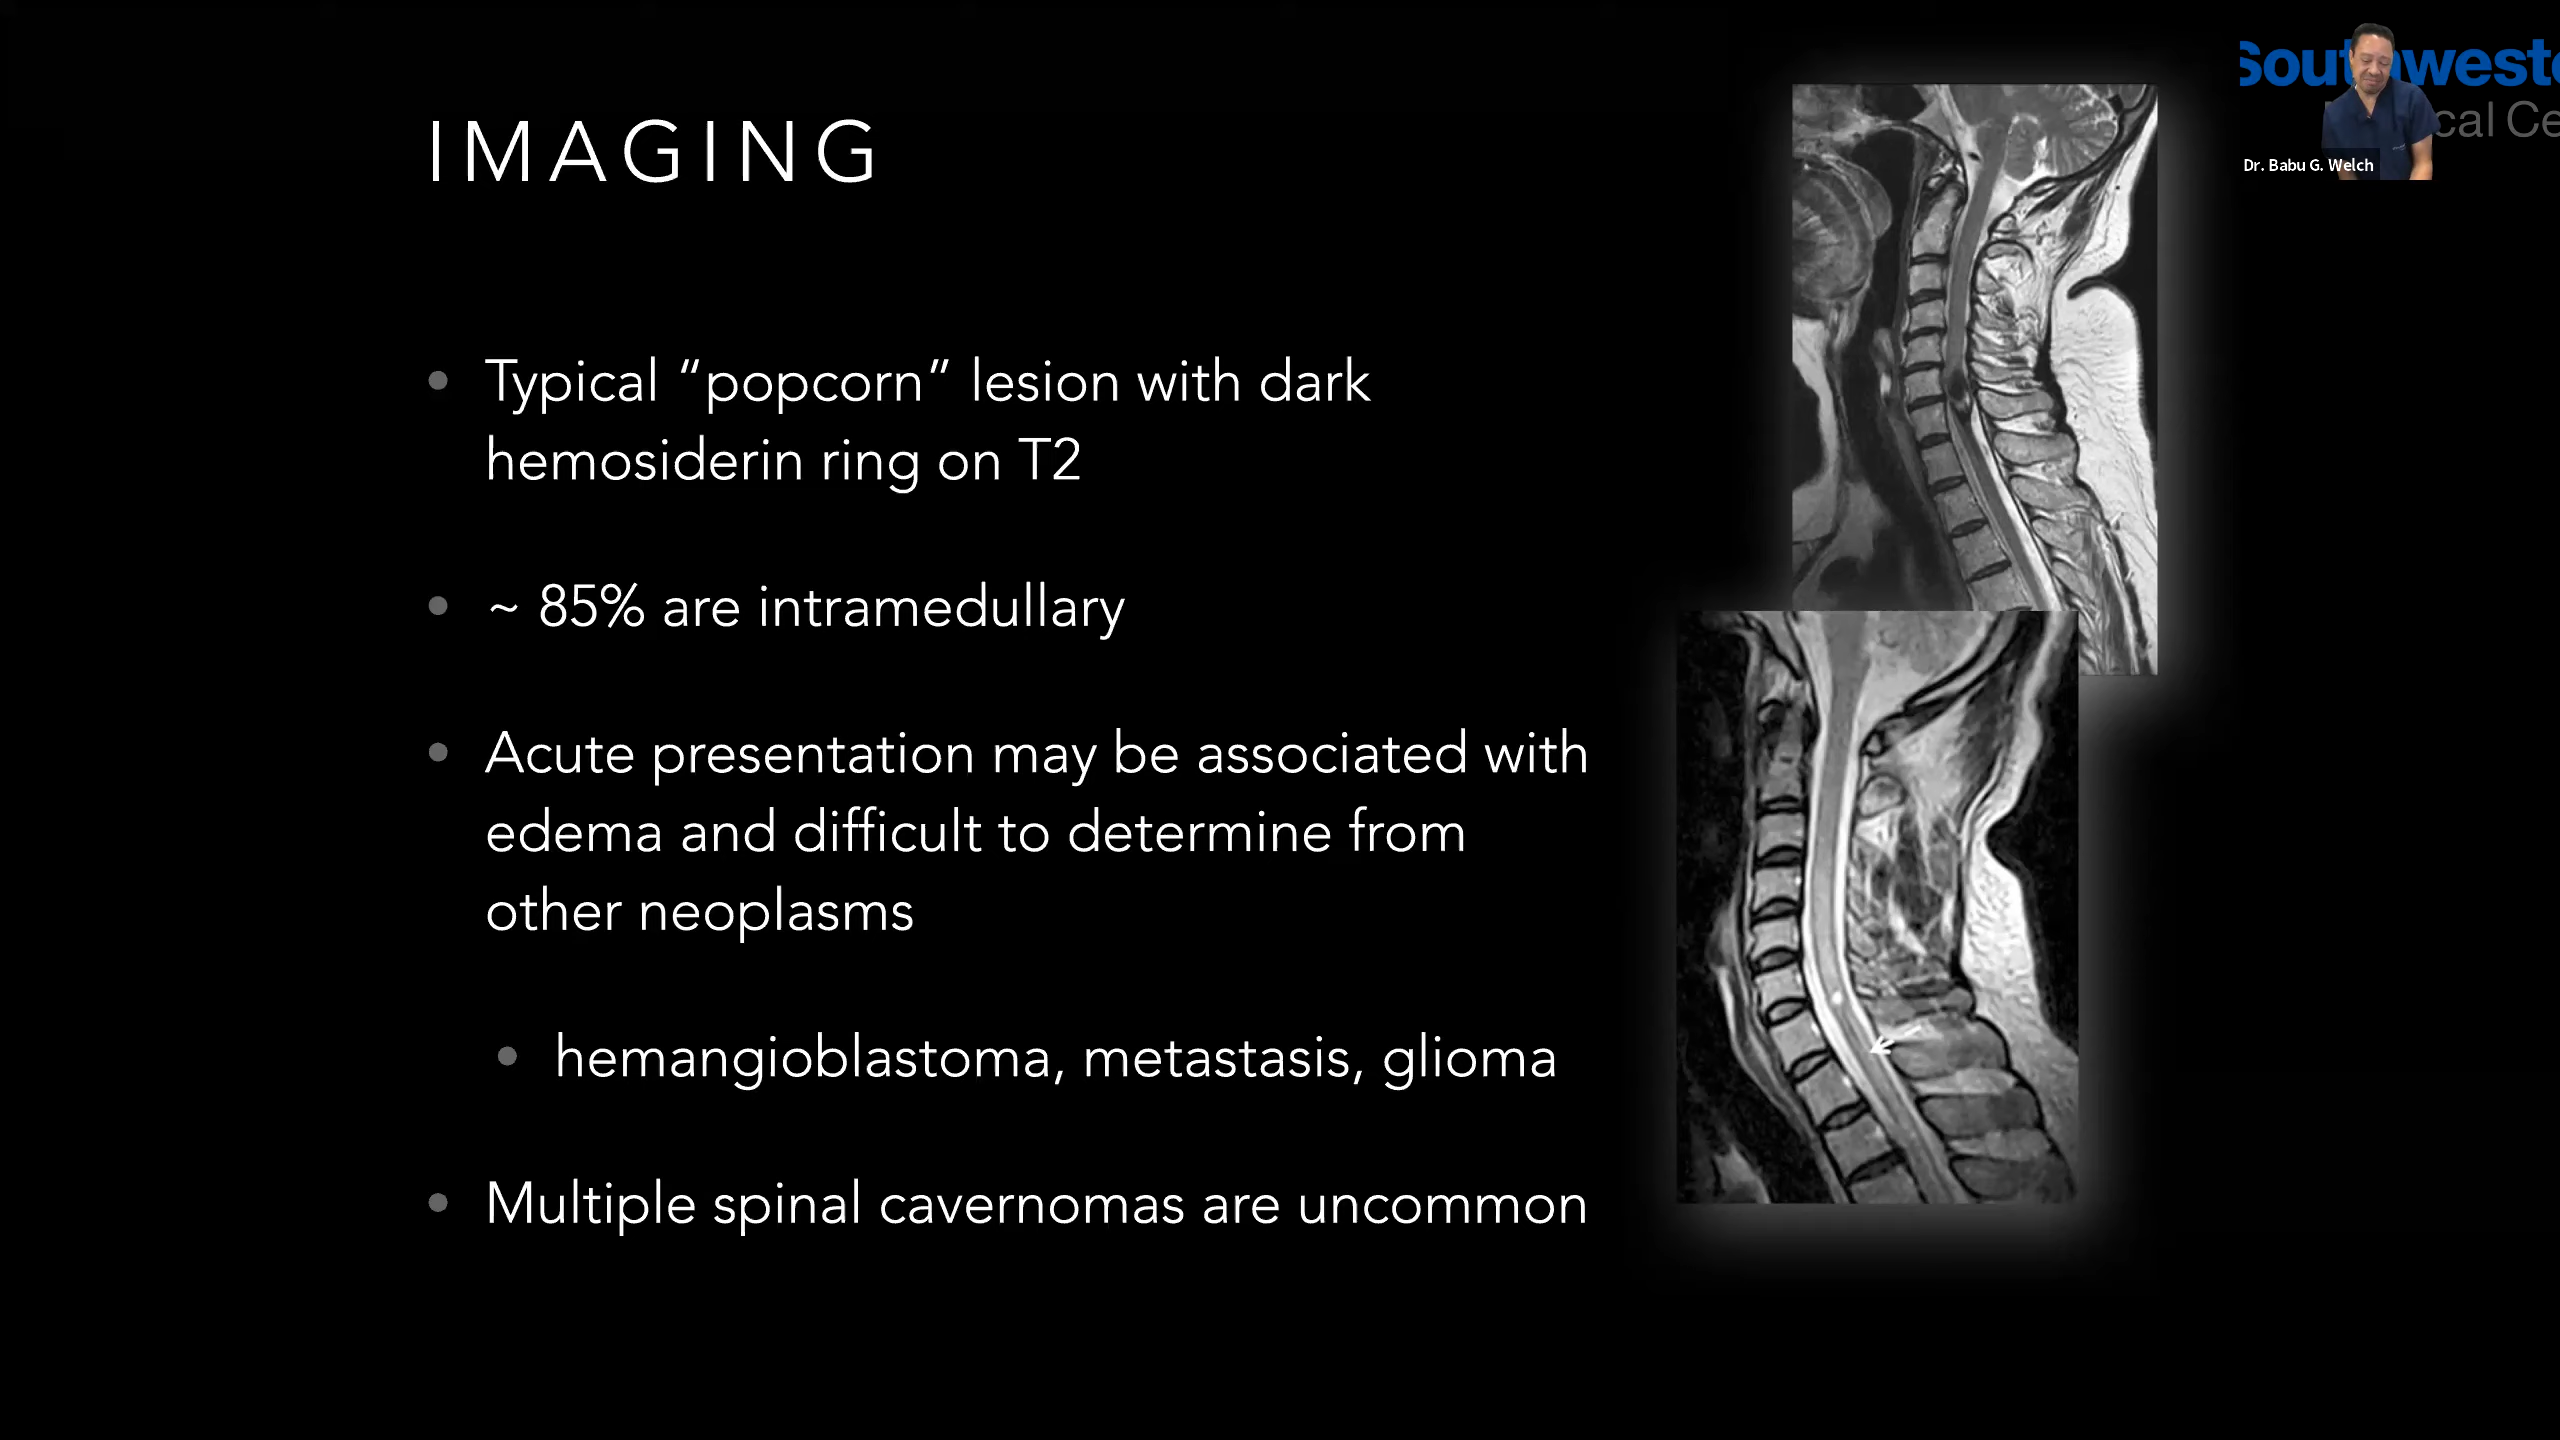 Southweste
cal Ce
Dr. Babu G. Welch
IMAGING
• Typical “popcorn” lesion with dark
hemosiderin ring on T2
• ~ 85% are intramedullary
• Acute presentation may be associated with
edema and difficult to determine from
other neoplasms
• hemangioblastoma, metastasis, glioma
• Multiple spinal cavernomas are uncommon